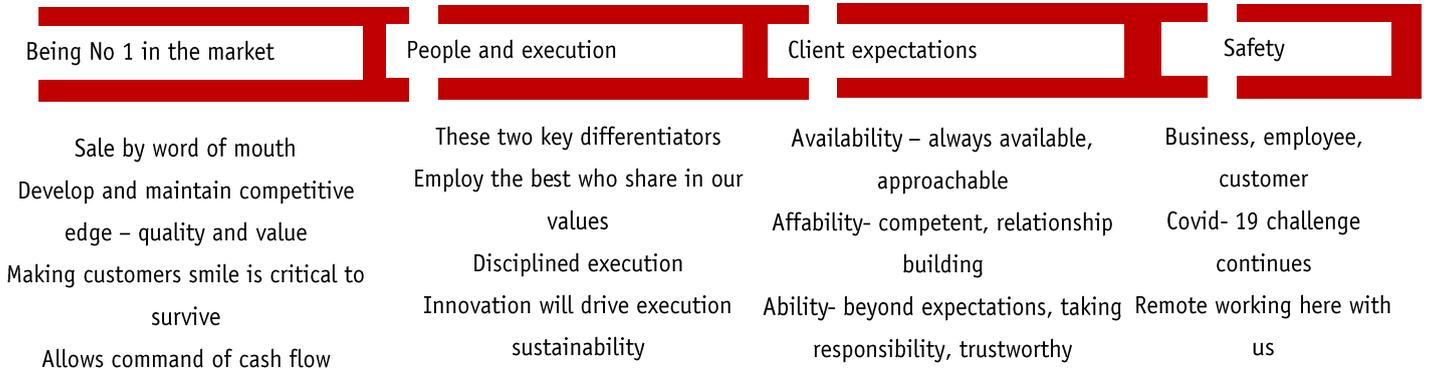 Being No 1 in the market
People and execution
Client expectations
Safety
Sale by word of mouth
Develop and maintain competitive
edge – quality and value
Making customers smile is critical to
survive
Allows command of cash flow
These two key differentiators
Employ the best who share in our
values
Disciplined execution
Innovation will drive execution
sustainability
Availability – always available,
approachable
Affability- competent, relationship
building
Ability- beyond expectations, taking
responsibility, trustworthy
Business, employee,
customer
Covid- 19 challenge
continues
Remote working here with
us